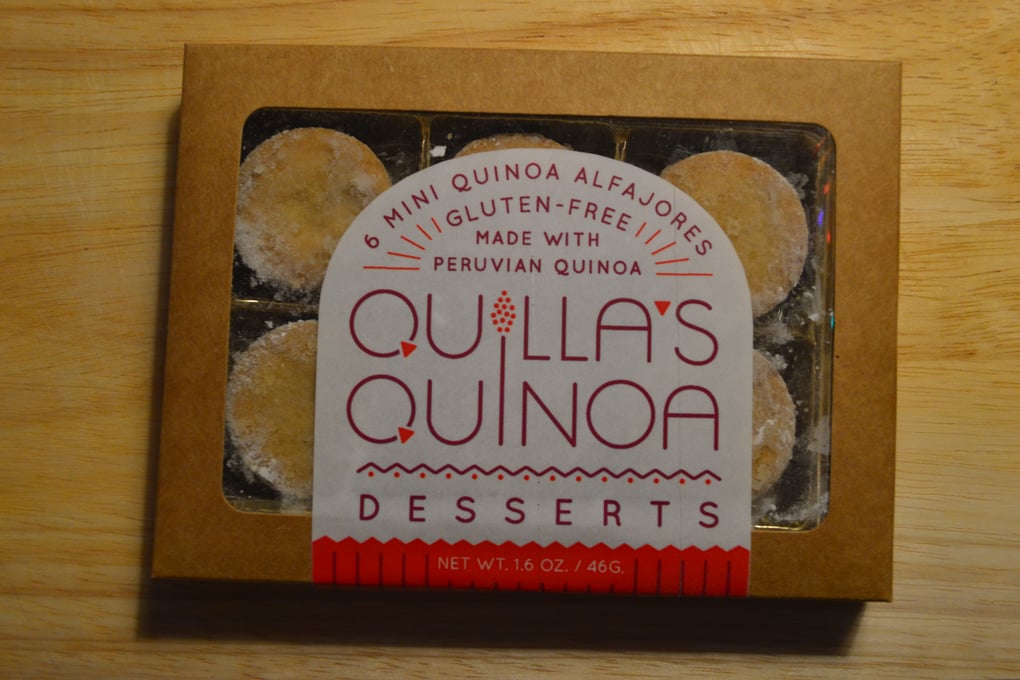 6 MINI QUINOA ALFAJORES
GLUTEN-FREE
MADE WITH
PERUVIAN QUINOA
QUILLA'S
QUINOA
DESSERTS
NET WT. 1.6 OZ. / 46G.